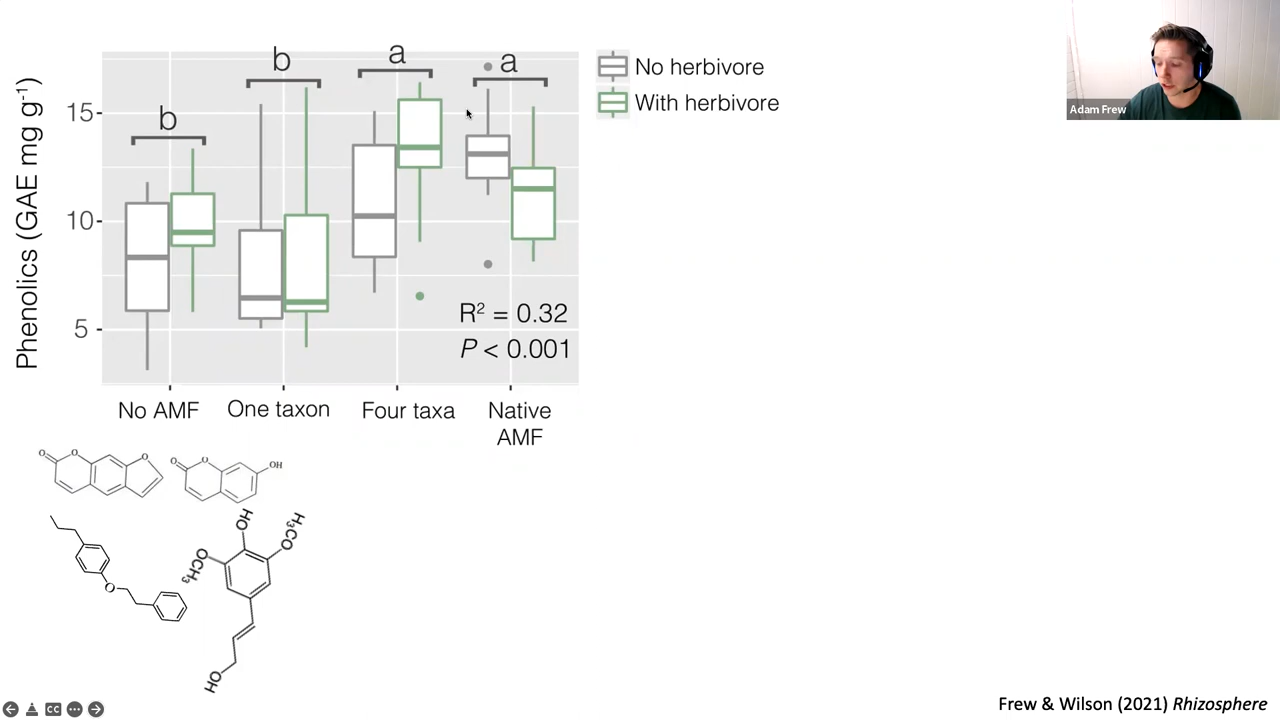 Phenolics (GAE mg g⁻¹)
15
10
5
b
b
a
a
No herbivore
With herbivore
R² = 0.32
P < 0.001
No AMF
One taxon
Four taxa
Native
AMF
Adam Frew
O
O
O
O
O
OH
HO
H₃CO
OCH₃
O
OH
CC
Frew & Wilson (2021) Rhizosphere